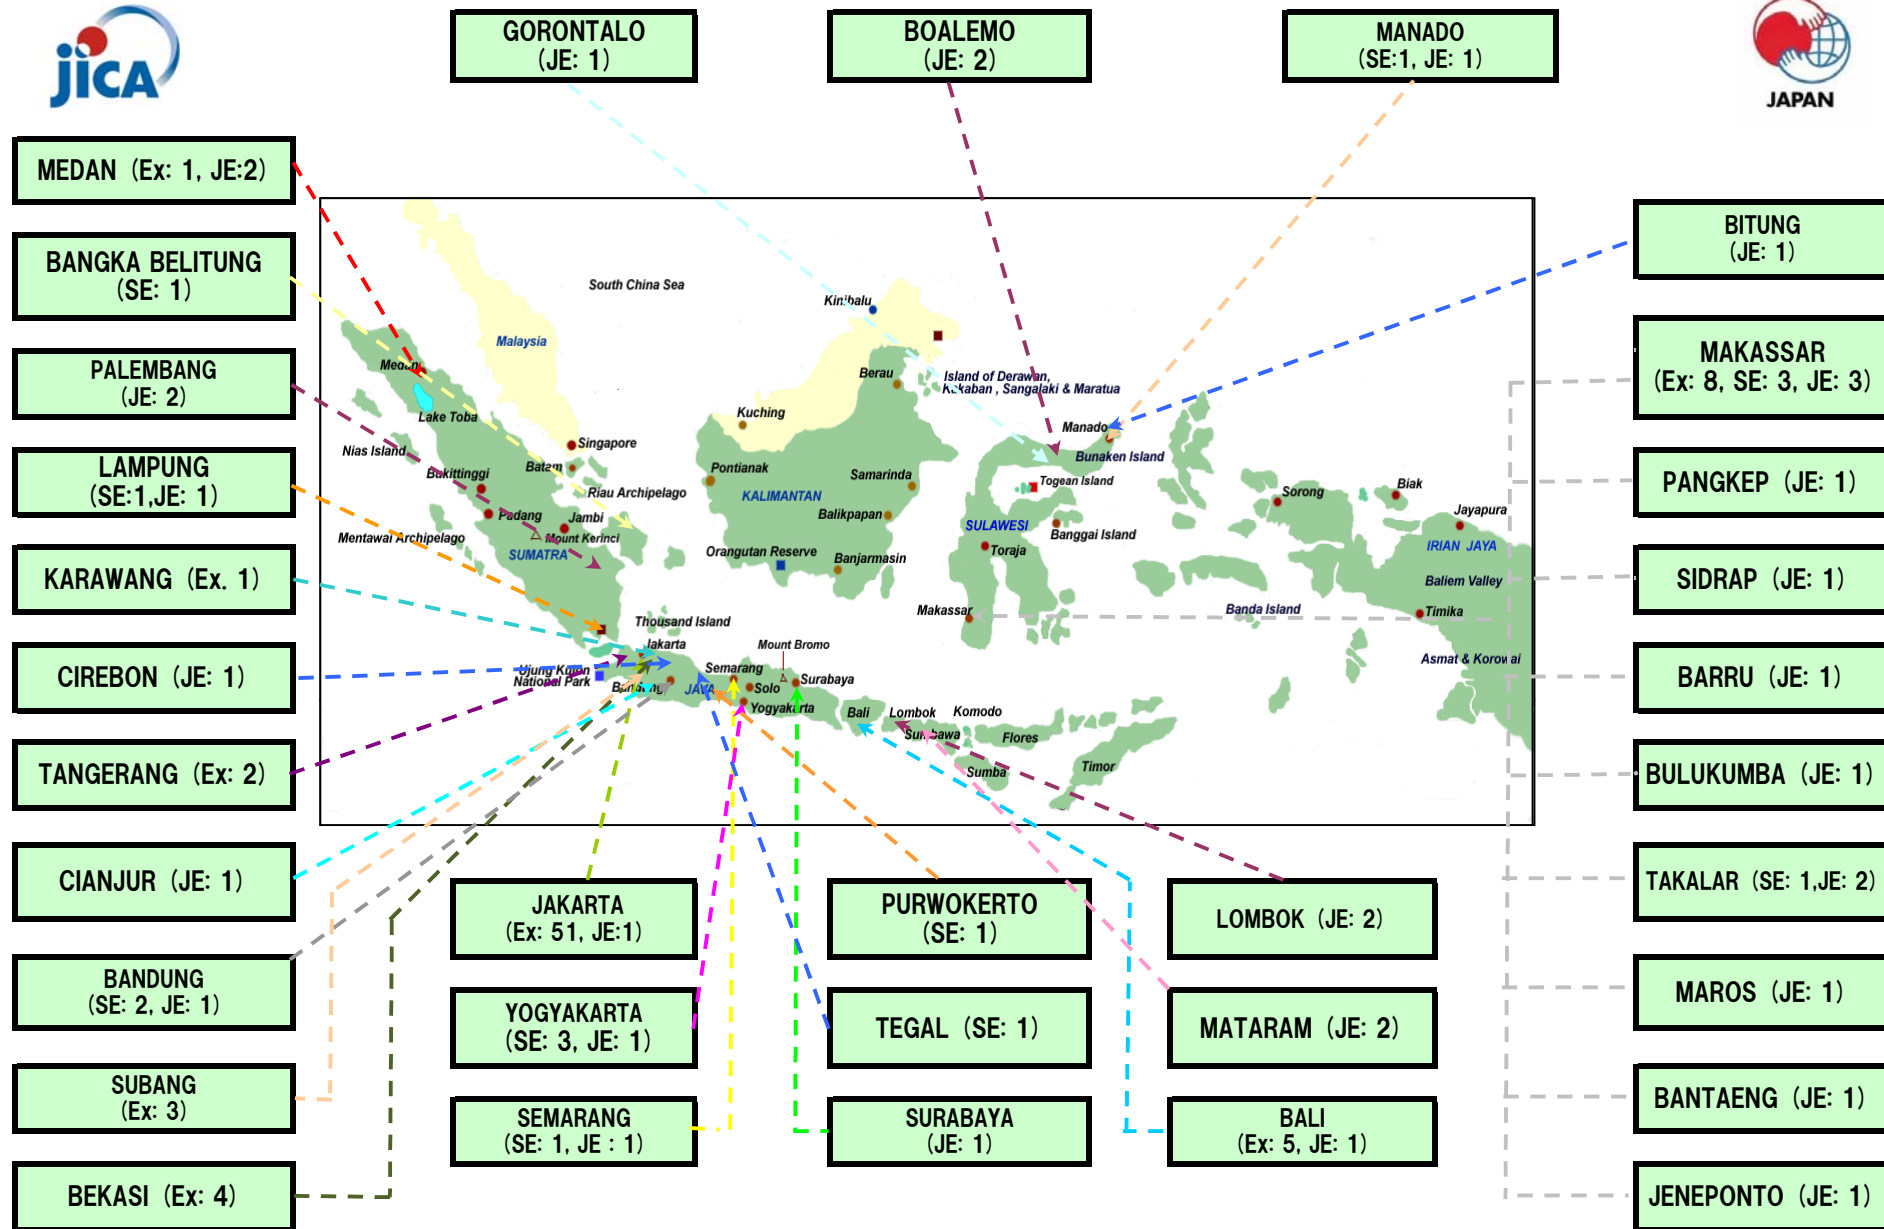 jica
JAPAN
GORONTALO
(JE: 1)
BOALEMO
(JE: 2)
MANADO
(SE:1, JE: 1)
MEDAN (Ex: 1, JE:2)
BANGKA BELITUNG
(SE: 1)
PALEMBANG
(JE: 2)
LAMPUNG
(SE:1,JE: 1)
KARAWANG (Ex. 1)
CIREBON (JE: 1)
TANGERANG (Ex: 2)
CIANJUR (JE: 1)
BANDUNG
(SE: 2, JE: 1)
SUBANG
(Ex: 3)
BEKASI (Ex: 4)
South China Sea
Kinibalu
Malaysia
Medan
Lake Toba
Nias Island
Singapore
Batam
Bukittinggi
Riau Archipelago
Padang
Jambi
Mount Kerinci
Mentawai Archipelago
SUMATRA
Kuching
Berau
Island of Derawan,
Kakaban , Sangalaki & Maratua
Pontianak
Samarinda
KALIMANTAN
Balikpapan
Orangutan Reserve
Banjarmasin
Manado
Bunaken Island
Togean Island
SULAWESI
Banggai Island
Toraja
Makassar
Sorong
Biak
Jayapura
IRIAN JAYA
Baliem Valley
Banda Island
Timika
Asmat & Korowai
Thousand Island
Jakarta
Mount Bromo
Ujung Kulon
National Park
Bandung
JAVA
Semarang
Solo
Surabaya
Yogyakarta
Bali
Lombok
Komodo
Sumbawa
Flores
Sumba
Timor
JAKARTA
(Ex: 51, JE:1)
PURWOKERTO
(SE: 1)
LOMBOK (JE: 2)
YOGYAKARTA
(SE: 3, JE: 1)
TEGAL (SE: 1)
MATARAM (JE: 2)
SEMARANG
(SE: 1, JE : 1)
SURABAYA
(JE: 1)
BALI
(Ex: 5, JE: 1)
BITUNG
(JE: 1)
MAKASSAR
(Ex: 8, SE: 3, JE: 3)
PANGKEP (JE: 1)
SIDRAP (JE: 1)
BARRU (JE: 1)
BULUKUMBA (JE: 1)
TAKALAR (SE: 1,JE: 2)
MAROS (JE: 1)
BANTAENG (JE: 1)
JENEPONTO (JE: 1)